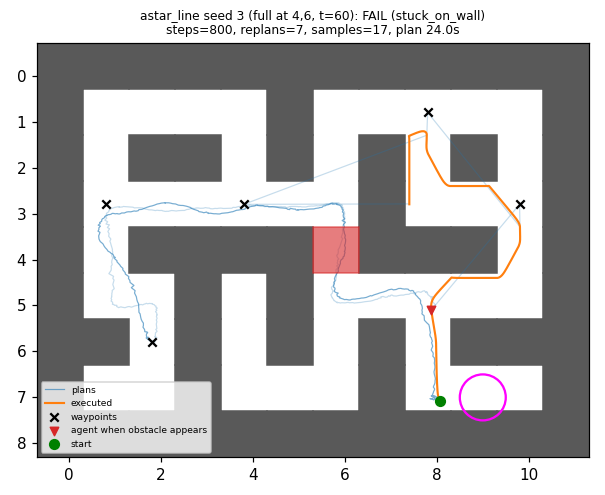 astar_line seed 3 (full at 4,6, t=60): FAIL (stuck_on_wall)
steps=800, replans=7, samples=17, plan 24.0s
0
1
2
3
4
5
6
7
8
plans
executed
waypoints
agent when obstacle appears
start
0
2
4
6
8
10